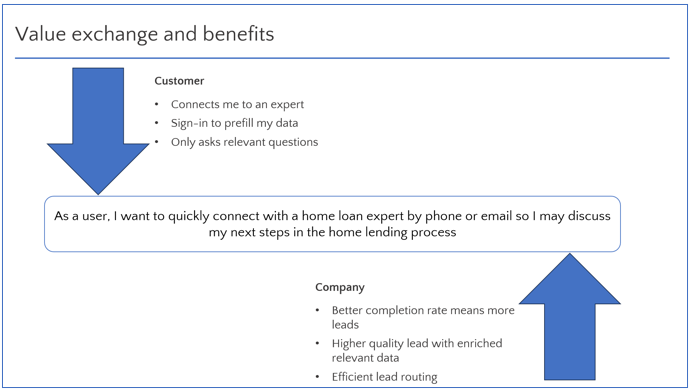 Value exchange and benefits
Customer
• Connects me to an expert
• Sign-in to prefill my data
• Only asks relevant questions
As a user, I want to quickly connect with a home loan expert by phone or email so I may discuss
my next steps in the home lending process
Company
• Better completion rate means more
leads
• Higher quality lead with enriched
relevant data
• Efficient lead routing